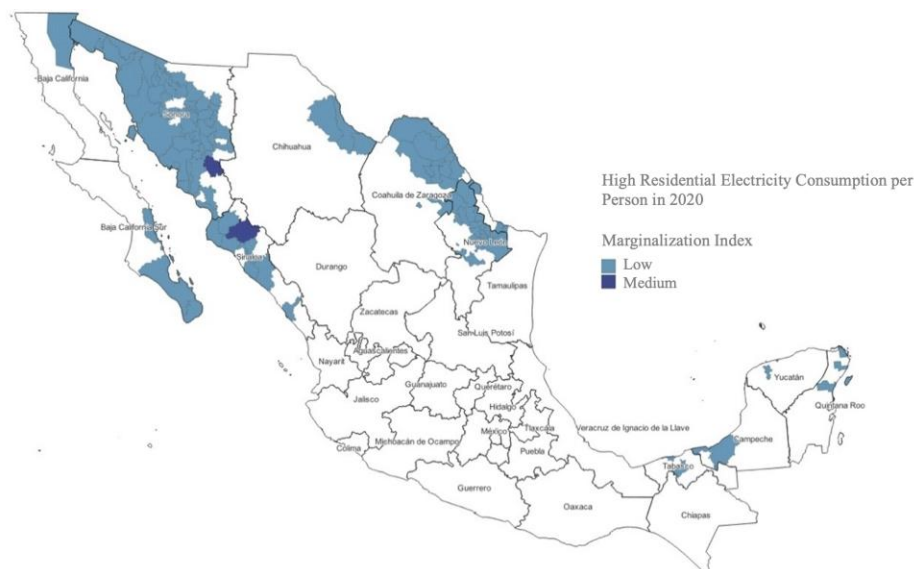 Baja California
Sonora
Chihuahua
Coahuila de Zaragoza
High Residential Electricity Consumption per
Person in 2020
Marginalization Index
Low
Medium
Baja California Sur
Sinaloa
Nuevo León
Durango
Tamaulipas
Zacatecas
San Luis Potosí
Nayarit
Aguascalientes
Yucatán
Guanajuato
Querétaro
Jalisco
Hidalgo
Quintana Roo
Colima
Michoacán de Ocampo
México
Tlaxcala
Veracruz de Ignacio de la Llave
Campeche
Puebla
Tabasco
Guerrero
Oaxaca
Chiapas